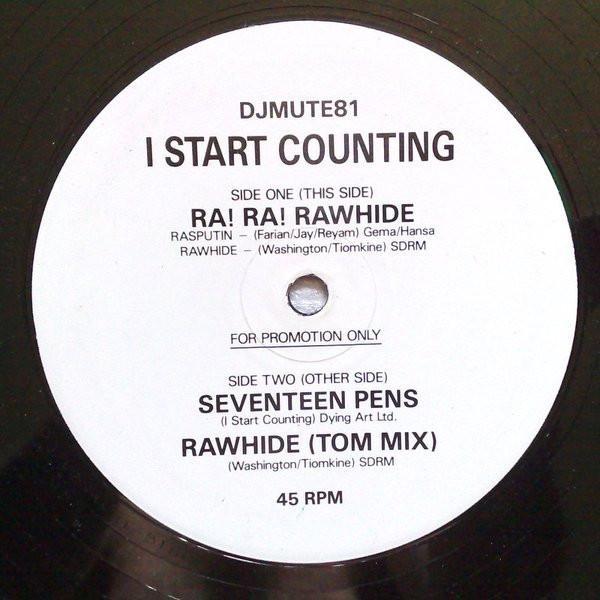 DJMUTE81
I START COUNTING
SIDE ONE (THIS SIDE)
RA! RA! RAWHIDE
RASPUTIN – (Farian/Jay/Reyam) Gema/Hansa
RAWHIDE – (Washington/Tiomkine) SDRM
FOR PROMOTION ONLY
SIDE TWO (OTHER SIDE)
SEVENTEEN PENS
(I Start Counting) Dying Art Ltd.
RAWHIDE (TOM MIX)
(Washington/Tiomkine) SDRM
45 RPM